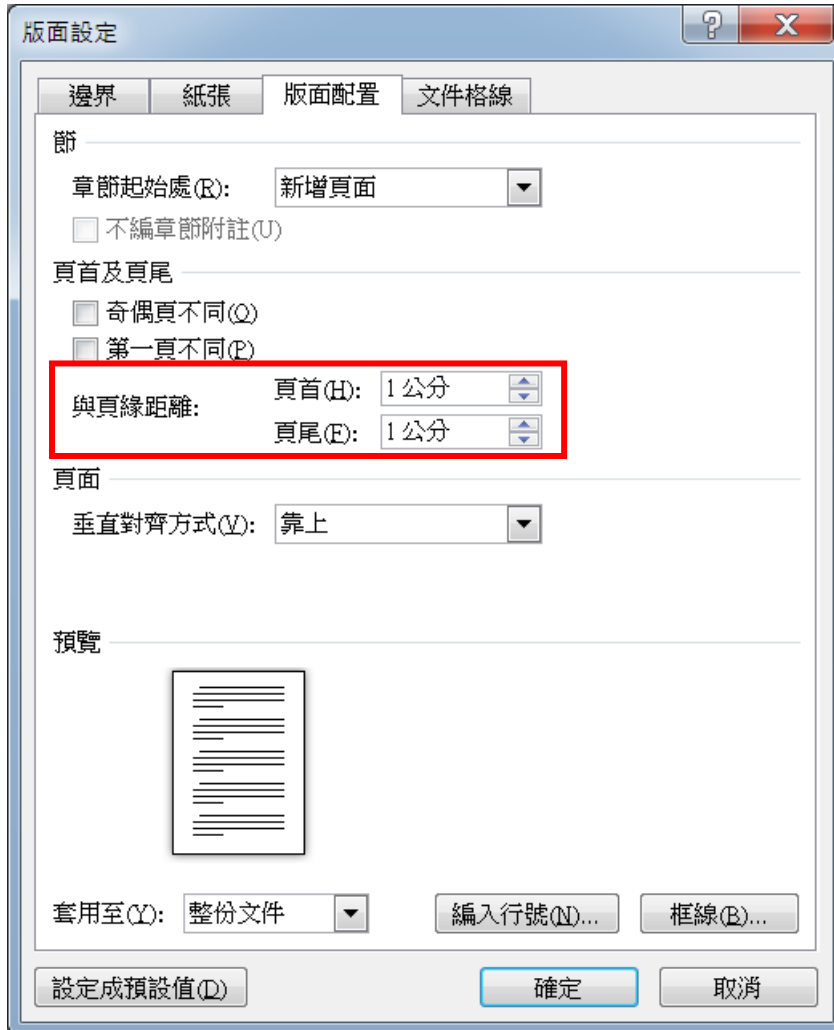 版面設定
邊界 紙張 版面配置 文件格線
節
章節起始處(R): 新增頁面
不編章節附註(U)
頁首及頁尾
奇偶頁不同(O)
第一頁不同(P)
與頁緣距離: 頁首(H): 1 公分
頁尾(F): 1 公分
頁面
垂直對齊方式(V): 靠上
預覽
套用至(Y): 整份文件 編入行號(N)... 框線(B)...
設定成預設值(D) 確定 取消